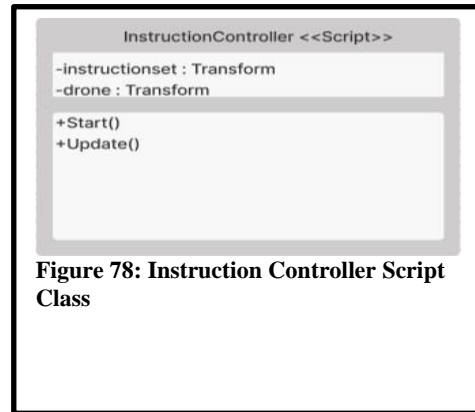 InstructionController <<Script>>
-instructionset : Transform
-drone : Transform
+Start()
+Update()
Figure 78: Instruction Controller Script
Class